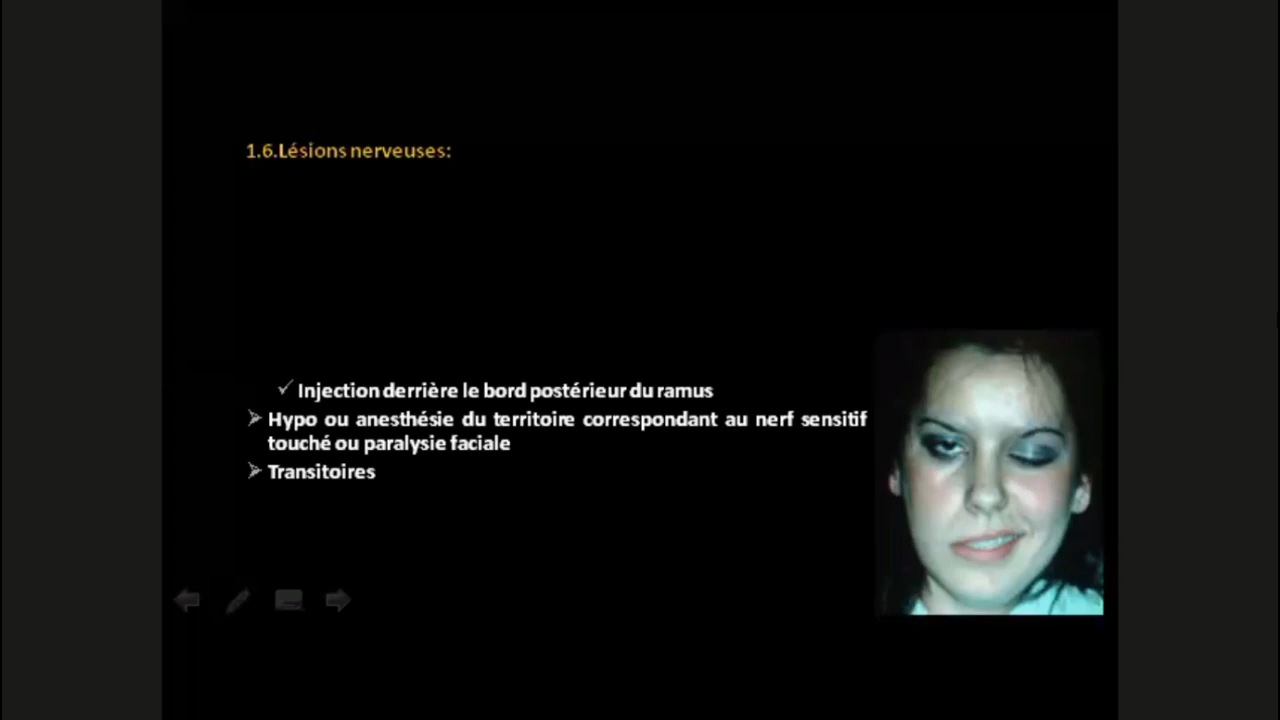 1.6.Lésions nerveuses:
Injection derrière le bord postérieur du ramus
Hypo ou anesthésie du territoire correspondant au nerf sensitif
touché ou paralysie faciale
Transitoires